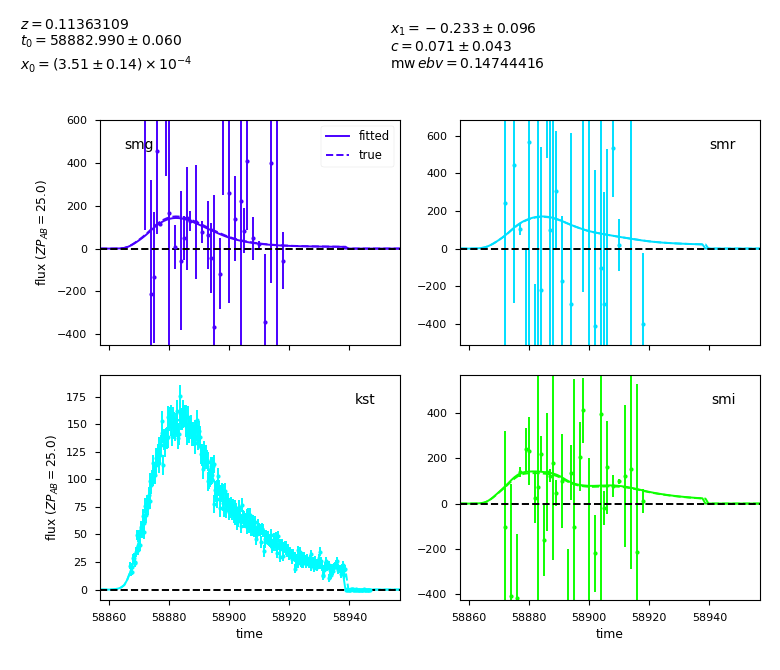 z = 0.11363109
t₀ = 58882.990 ± 0.060
x₀ = (3.51 ± 0.14) × 10⁻⁴
x₁ = −0.233 ± 0.096
c = 0.071 ± 0.043
mw ebv = 0.14744416
600
400
200
0
−200
−400
flux (ZP_AB = 25.0)
smg
fitted
true
600
400
200
0
−200
−400
smr
175
150
125
100
75
50
25
0
flux (ZP_AB = 25.0)
kst
58860 58880 58900 58920 58940
time
400
200
0
−200
−400
smi
58860 58880 58900 58920 58940
time